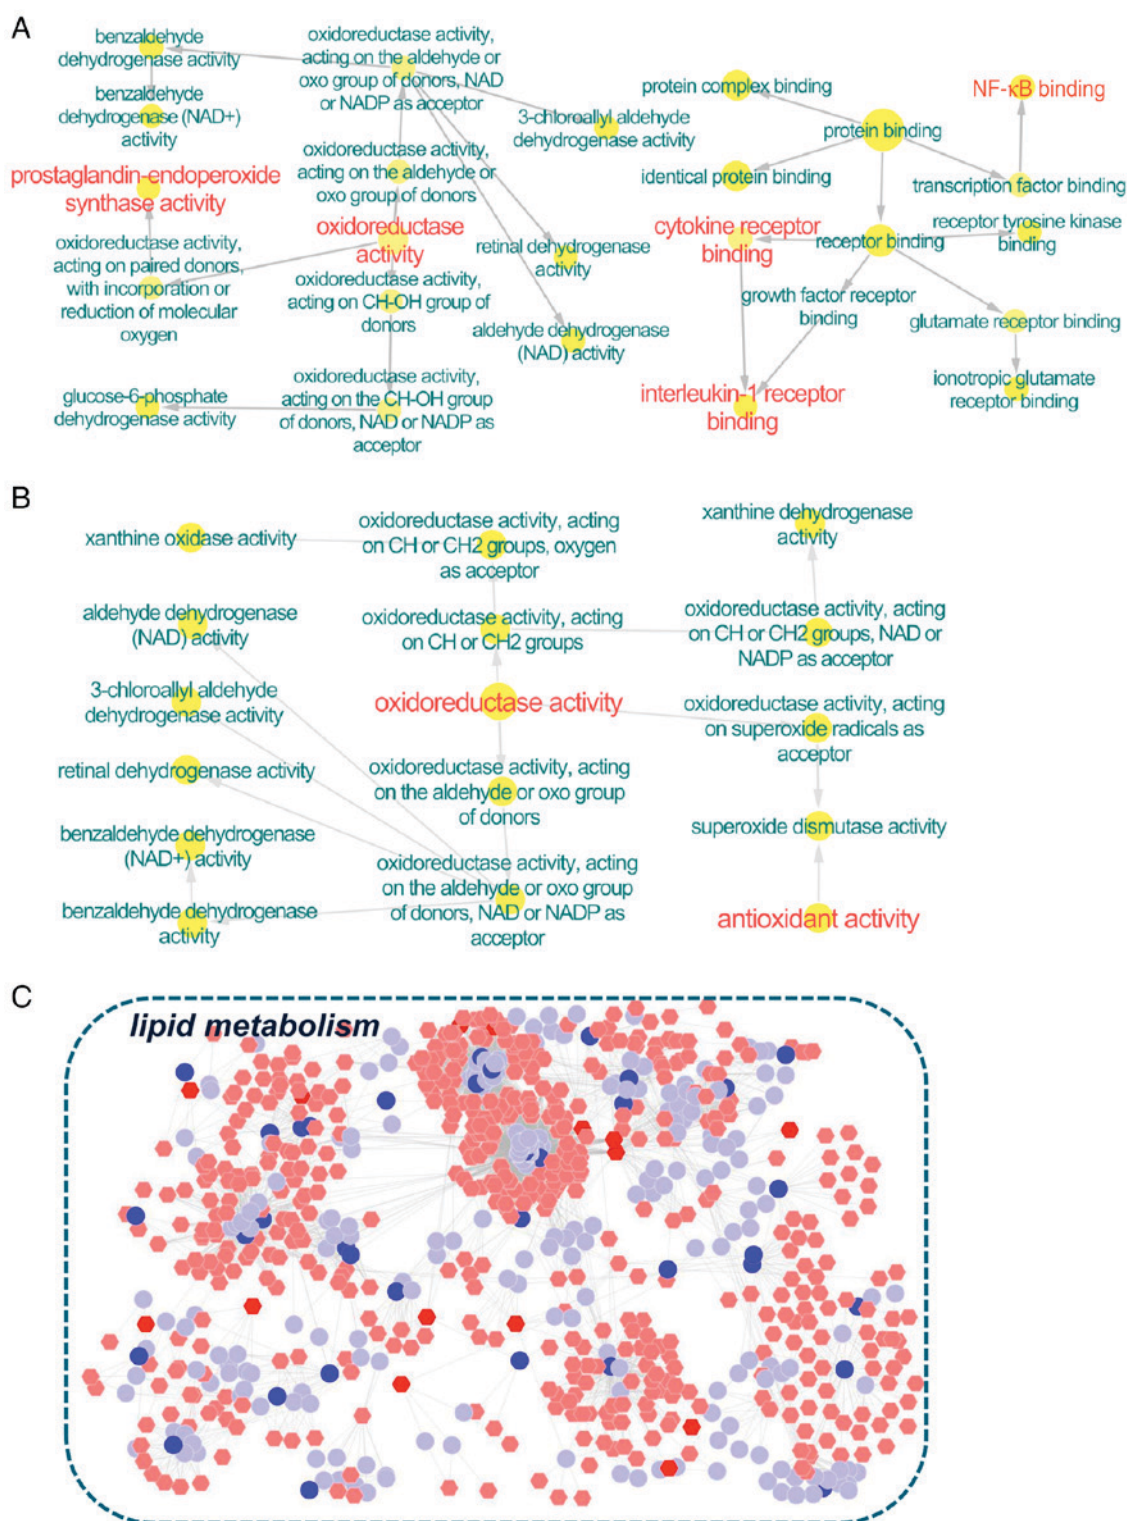 A
benzaldehyde
dehydrogenase activity
benzaldehyde
dehydrogenase (NAD+)
activity
prostaglandin-endoperoxide
synthase activity
oxidoreductase activity,
acting on paired donors,
with incorporation or
reduction of molecular
oxygen
glucose-6-phosphate
dehydrogenase activity
oxidoreductase activity,
acting on the aldehyde or
oxo group of donors, NAD
or NADP as acceptor
oxidoreductase activity,
acting on the aldehyde or
oxo group of donors
oxidoreductase
activity
oxidoreductase activity,
acting on CH-OH group of
donors
oxidoreductase activity,
acting on the CH-OH group
of donors, NAD or NADP as
acceptor
3-chloroallyl aldehyde
dehydrogenase activity
retinal dehydrogenase
activity
aldehyde dehydrogenase
(NAD) activity
protein complex binding
NF-κB binding
protein binding
identical protein binding
transcription factor binding
cytokine receptor
binding
receptor binding
receptor tyrosine kinase
binding
growth factor receptor
binding
glutamate receptor binding
interleukin-1 receptor
binding
ionotropic glutamate
receptor binding
B
xanthine oxidase activity
aldehyde dehydrogenase
(NAD) activity
3-chloroallyl aldehyde
dehydrogenase activity
retinal dehydrogenase activity
benzaldehyde dehydrogenase
(NAD+) activity
benzaldehyde dehydrogenase
activity
oxidoreductase activity, acting
on CH or CH2 groups, oxygen
as acceptor
oxidoreductase activity, acting
on CH or CH2 groups
oxidoreductase activity
oxidoreductase activity, acting
on the aldehyde or oxo group
of donors
oxidoreductase activity, acting
on the aldehyde or oxo group
of donors, NAD or NADP as
acceptor
xanthine dehydrogenase
activity
oxidoreductase activity, acting
on CH or CH2 groups, NAD or
NADP as acceptor
oxidoreductase activity, acting
on superoxide radicals as
acceptor
superoxide dismutase activity
antioxidant activity
C
lipid metabolism